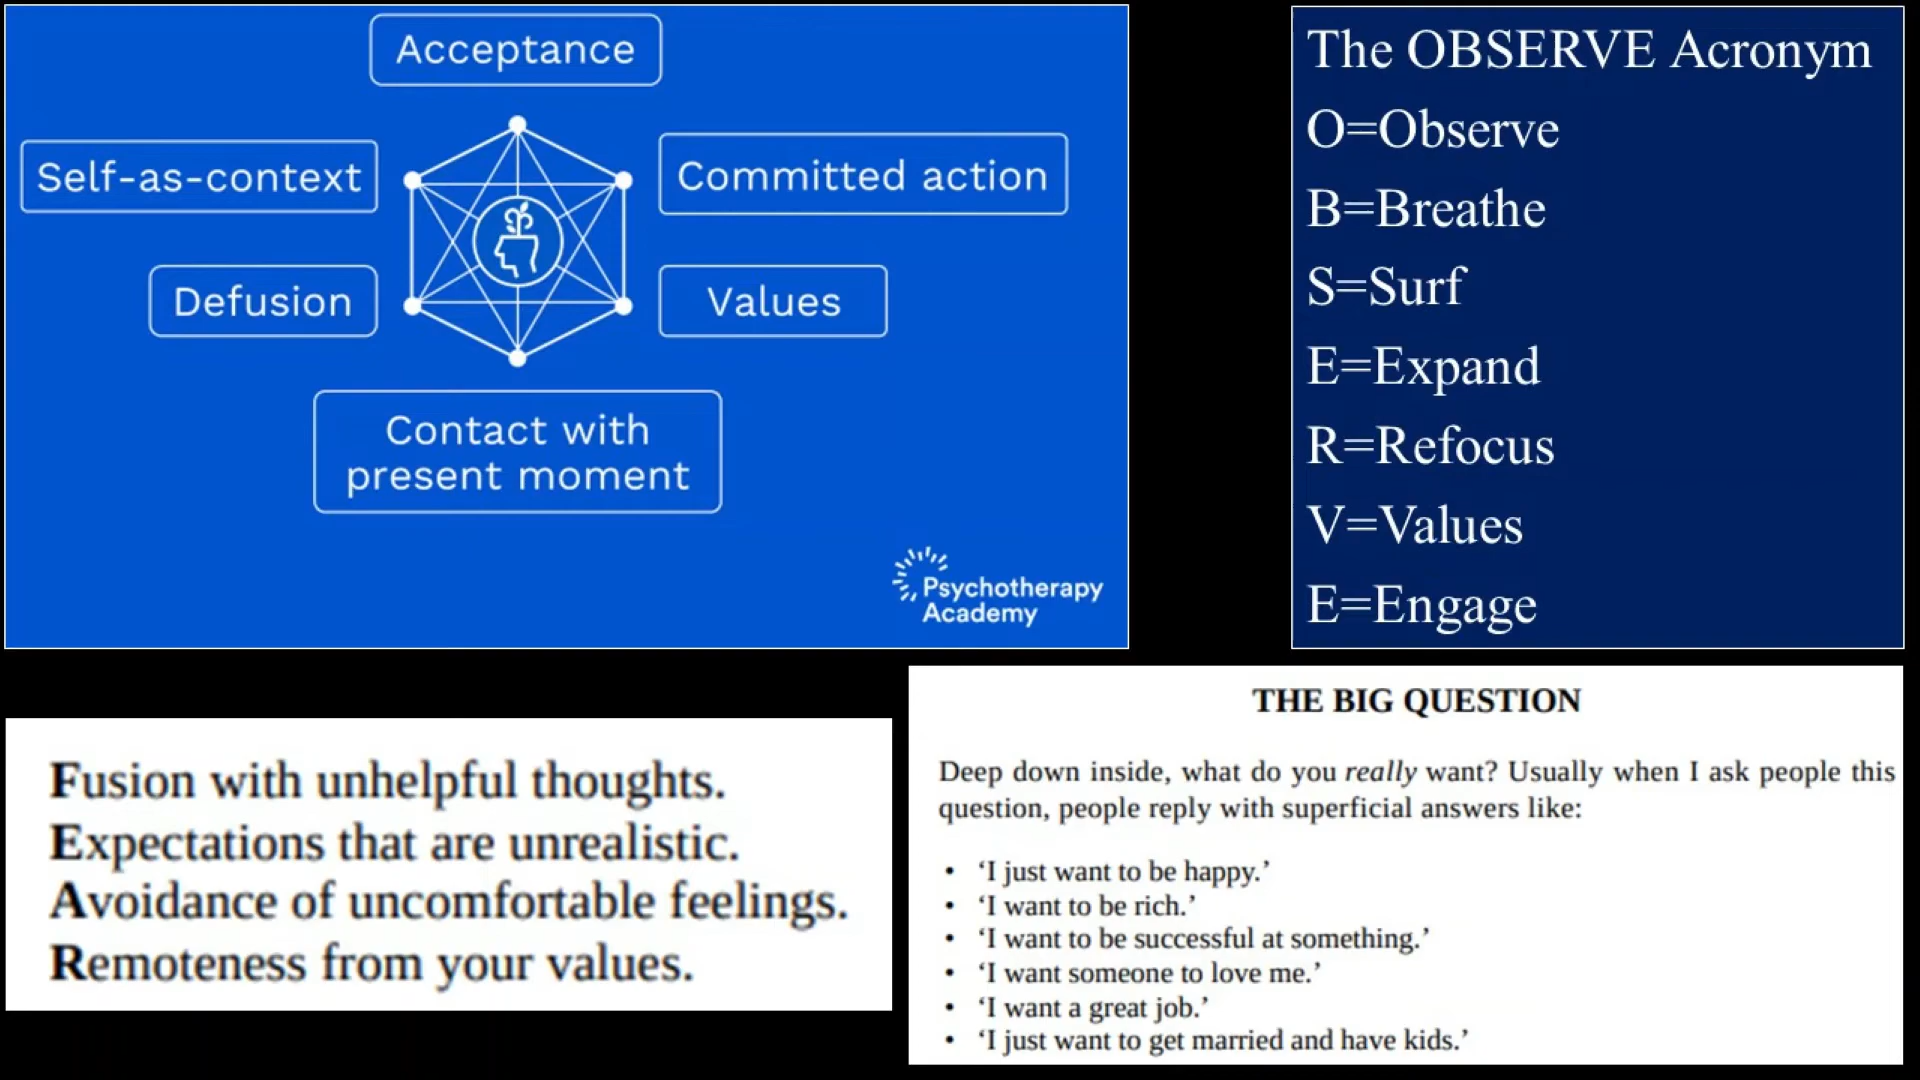 Acceptance
Self-as-context
Committed action
Defusion
Values
Contact with
present moment
Psychotherapy
Academy
The OBSERVE Acronym
O=Observe
B=Breathe
S=Surf
E=Expand
R=Refocus
V=Values
E=Engage
Fusion with unhelpful thoughts.
Expectations that are unrealistic.
Avoidance of uncomfortable feelings.
Remoteness from your values.
THE BIG QUESTION
Deep down inside, what do you really want? Usually when I ask people this
question, people reply with superficial answers like:
• ‘I just want to be happy.’
• ‘I want to be rich.’
• ‘I want to be successful at something.’
• ‘I want someone to love me.’
• ‘I want a great job.’
• ‘I just want to get married and have kids.’